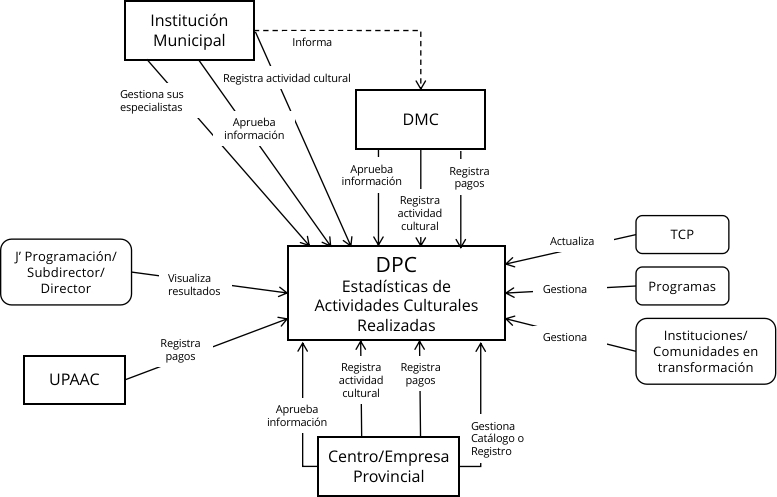 Institución
Municipal
Informa
Registra actividad cultural
Gestiona sus
especialistas
Aprueba
información
DMC
Aprueba
información
Registra
actividad
cultural
Registra
pagos
J’ Programación/
Subdirector/
Director
Visualiza
resultados
DPC
Estadísticas de
Actividades Culturales
Realizadas
Actualiza
TCP
Gestiona
Programas
Gestiona
Instituciones/
Comunidades en
transformación
UPAAC
Registra
pagos
Aprueba
información
Registra
actividad
cultural
Registra
pagos
Gestiona
Catálogo o
Registro
Centro/Empresa
Provincial